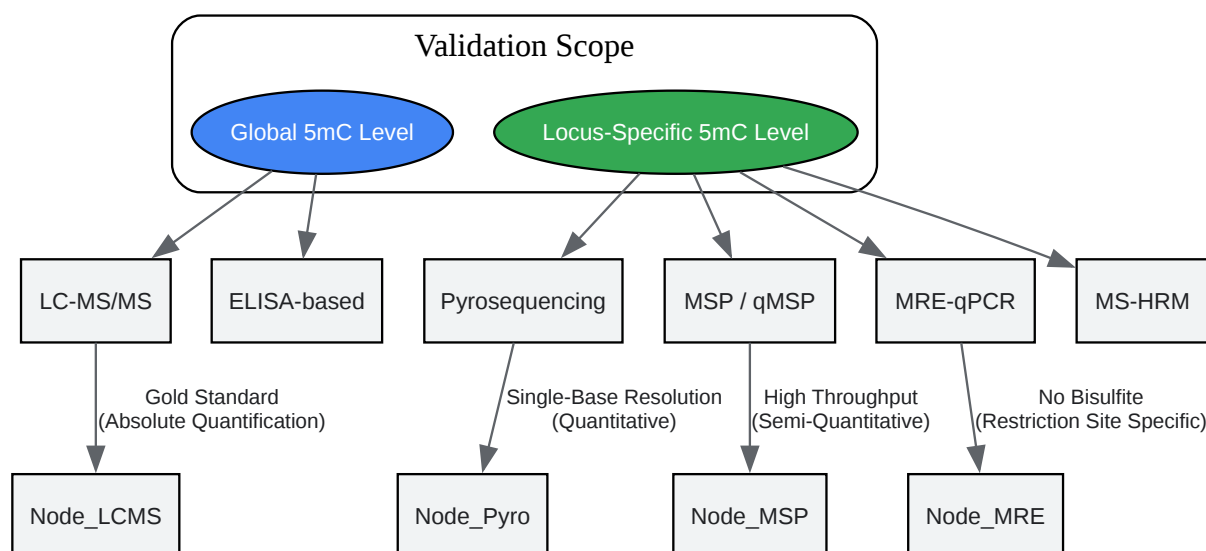 Validation Scope
Global 5mC Level
Locus-Specific 5mC Level
LC-MS/MS
ELISA-based
Pyrosequencing
MSP / qMSP
MRE-qPCR
MS-HRM
Gold Standard
(Absolute Quantification)
Single-Base Resolution
(Quantitative)
High Throughput
(Semi-Quantitative)
No Bisulfite
(Restriction Site Specific)
Node_LCMS
Node_Pyro
Node_MSP
Node_MRE